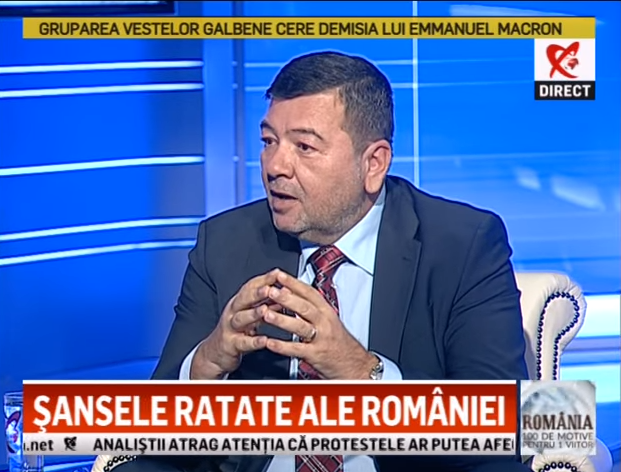 GRUPAREA VESTELOR GALBENE CERE DEMISIA LUI EMMANUEL MACRON
DIRECT
ŞANSELE RATATE ALE ROMÂNIEI
ROMÂNIA
100 DE MOTIVE
PENTRU 1 VIITOR
.net ANALIŞTII ATRAG ATENŢIA CĂ PROTESTELE AR PUTEA AFE